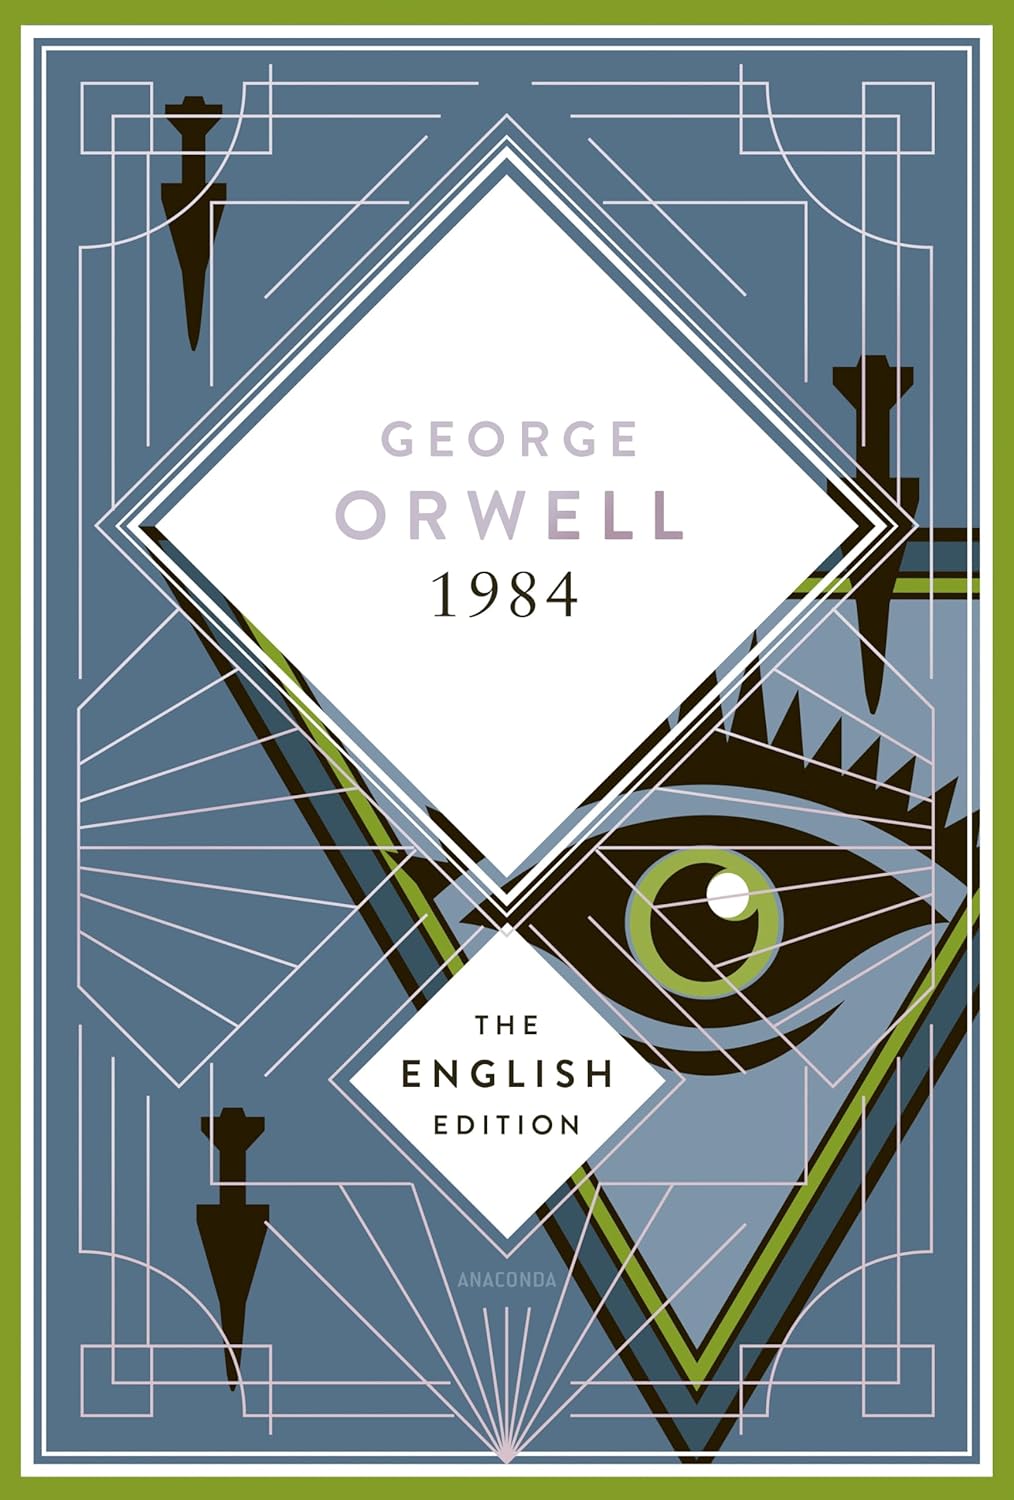 GEORGE
ORWELL
1984
THE
ENGLISH
EDITION
ANACONDA